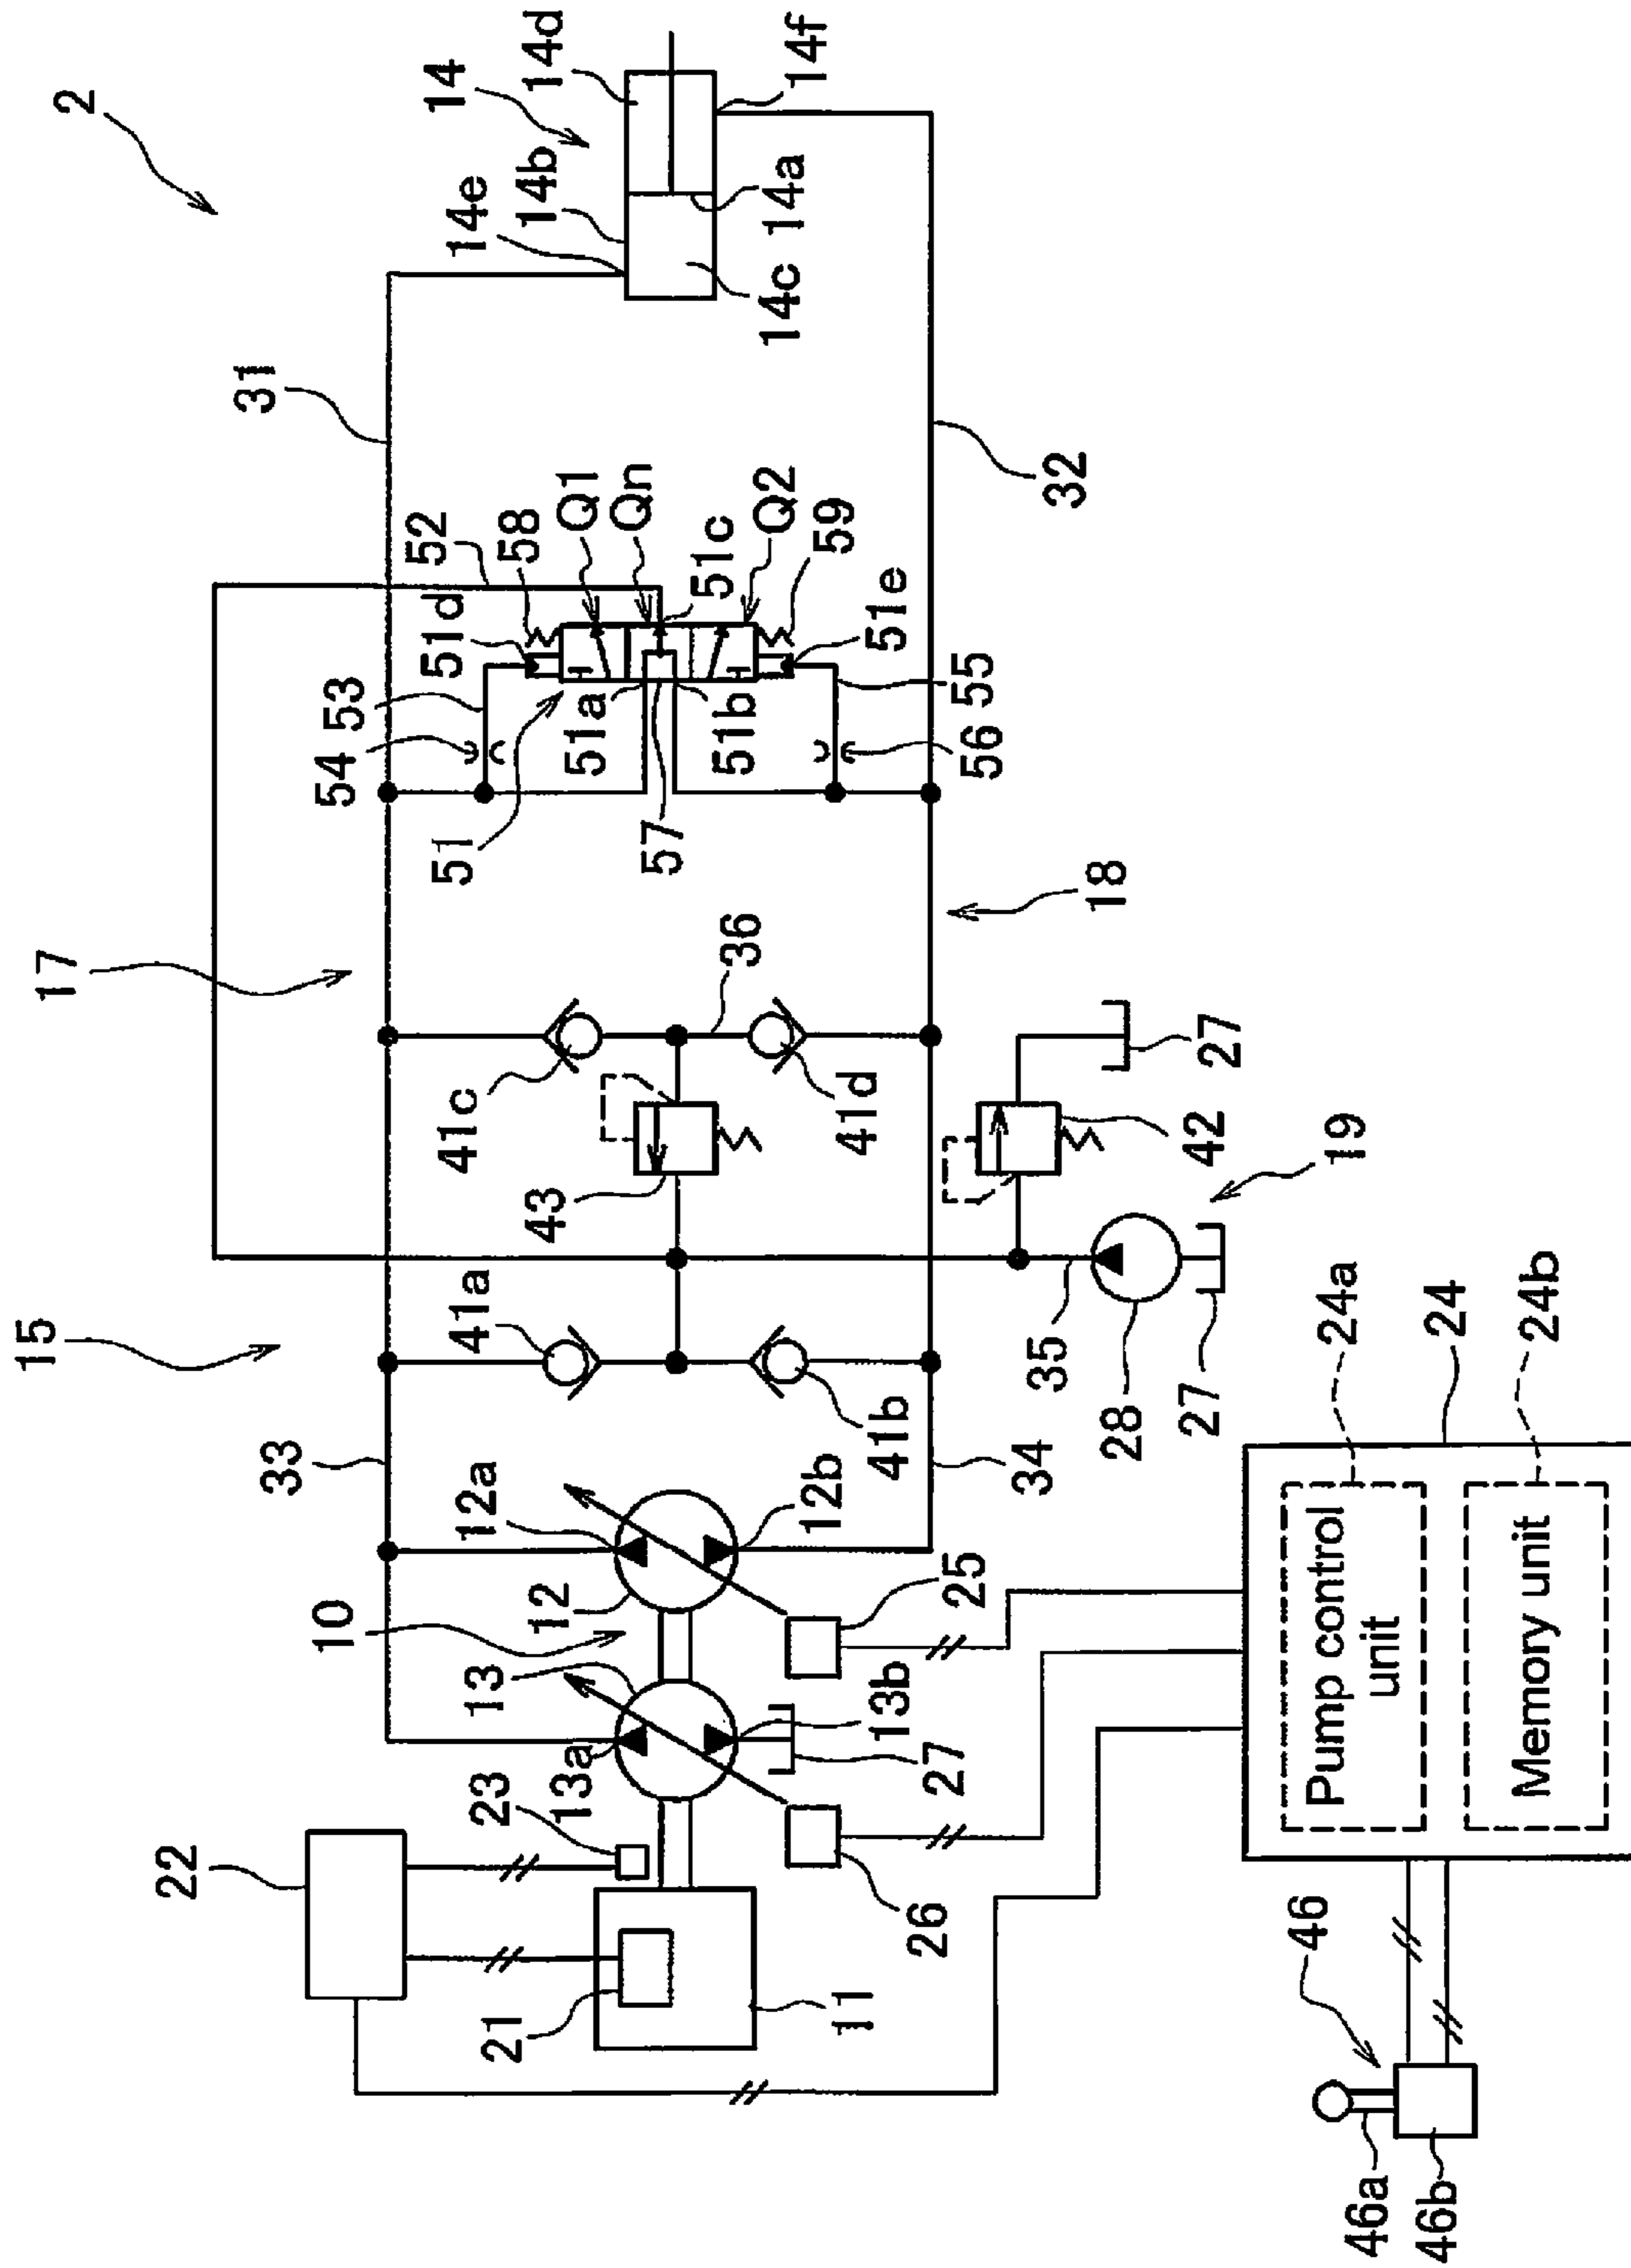 2
15
17
31
14
14d
14e
14b
14f
14a
14c
52
58
Q1
Qn
51c
Q2
59
51d
51e
53
54
51a
51b
55
56
51
57
32
18
36
41c
41d
43
42
27
19
41a
41b
35
28
27
33
34
12a
12b
10
12
25
13
13a
13b
27
23
26
22
21
11
24a
24
24b
Pump control
unit
Memory unit
46
46a
46b